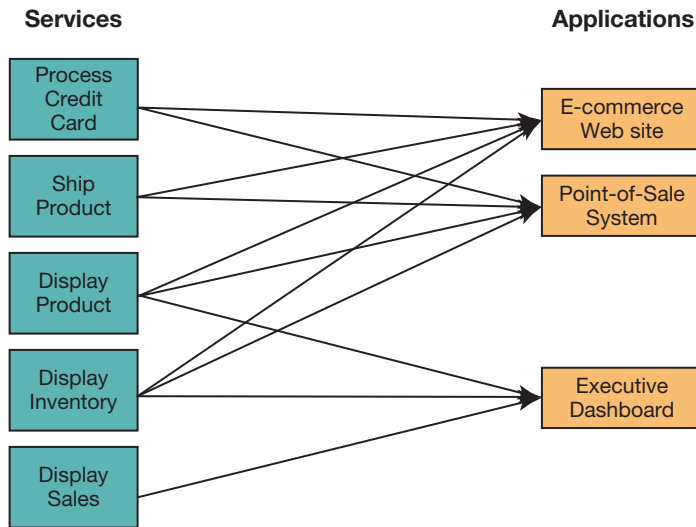 Services
Applications
Process
Credit
Card
Ship
Product
Display
Product
Display
Inventory
Display
Sales
E-commerce
Web site
Point-of-Sale
System
Executive
Dashboard